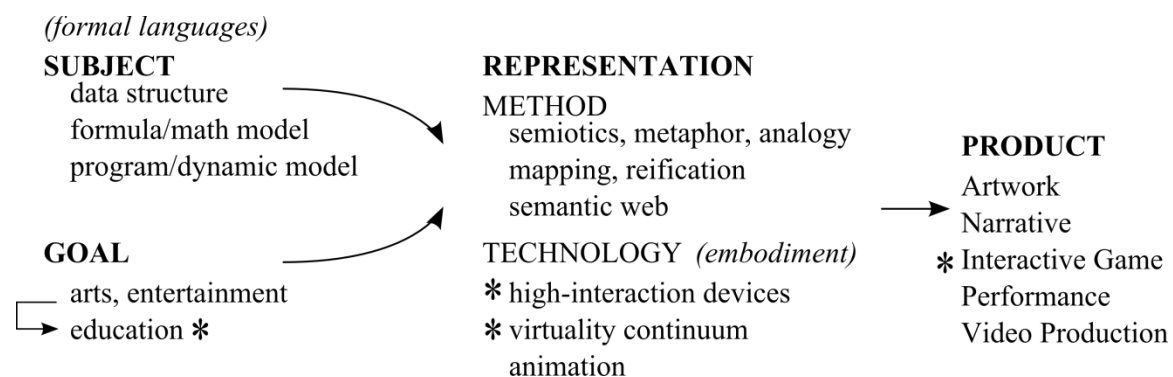 (formal languages)
SUBJECT
data structure
formula/math model
program/dynamic model
GOAL
arts, entertainment
education *
REPRESENTATION
METHOD
semiotics, metaphor, analogy
mapping, reification
semantic web
TECHNOLOGY (embodiment)
* high-interaction devices
* virtuality continuum
animation
PRODUCT
Artwork
Narrative
* Interactive Game
Performance
Video Production